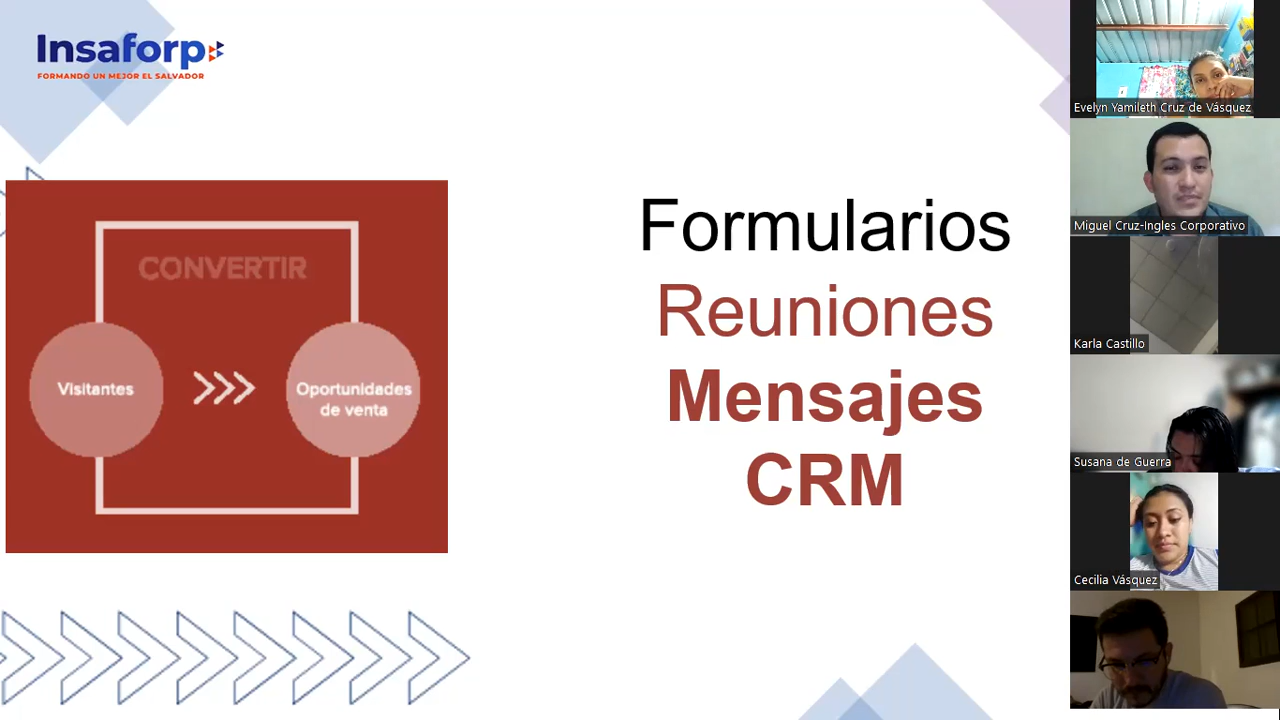 Insaforp
FORMANDO UN MEJOR EL SALVADOR
CONVERTIR
Visitantes
Oportunidades
de venta
Formularios
Reuniones
Mensajes
CRM
Evelyn Yamileth Cruz de Vásquez
Miguel Cruz-Ingles Corporativo
Karla Castillo
Susana de Guerra
Cecilia Vásquez